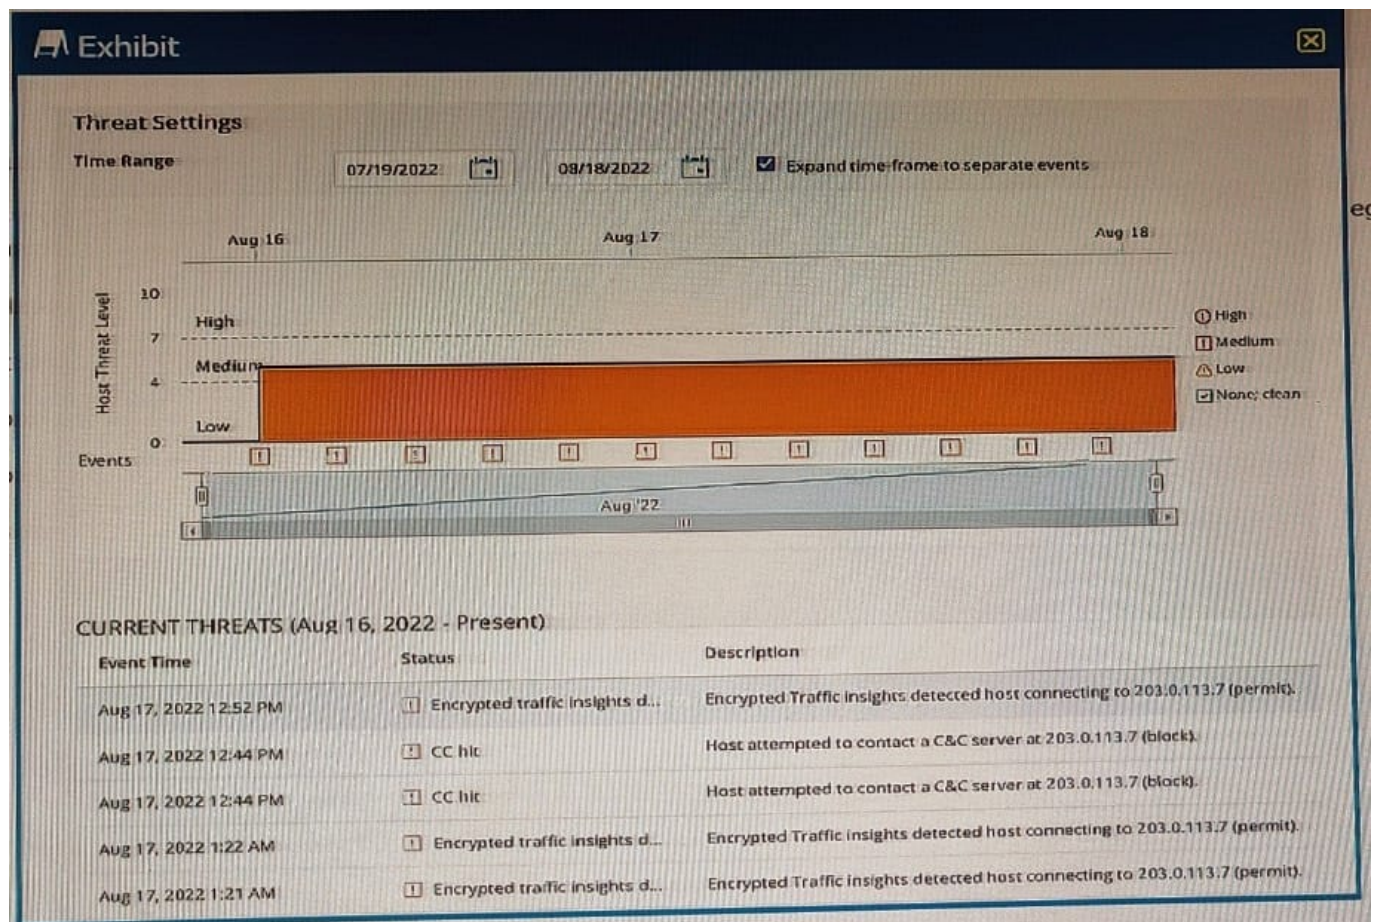 Exhibit
Threat Settings
Time Range
07/19/2022
08/18/2022
Expand time-frame to separate events
eg
Aug 16
Aug 17
Aug 18
Host Threat Level
10
7
4
0
High
Medium
Low
High
Medium
Low
None; clean
Events
Aug '22
CURRENT THREATS (Aug 16, 2022 - Present)
Event Time Status Description
Aug 17, 2022 12:52 PM Encrypted traffic insights d... Encrypted Traffic insights detected host connecting to 203.0.113.7 (permit).
Aug 17, 2022 12:44 PM CC hit Host attempted to contact a C&C server at 203.0.113.7 (block).
Aug 17, 2022 12:44 PM CC hit Host attempted to contact a C&C server at 203.0.113.7 (block).
Aug 17, 2022 1:22 AM Encrypted traffic insights d... Encrypted Traffic insights detected host connecting to 203.0.113.7 (permit).
Aug 17, 2022 1:21 AM Encrypted traffic insights d... Encrypted Traffic insights detected host connecting to 203.0.113.7 (permit).